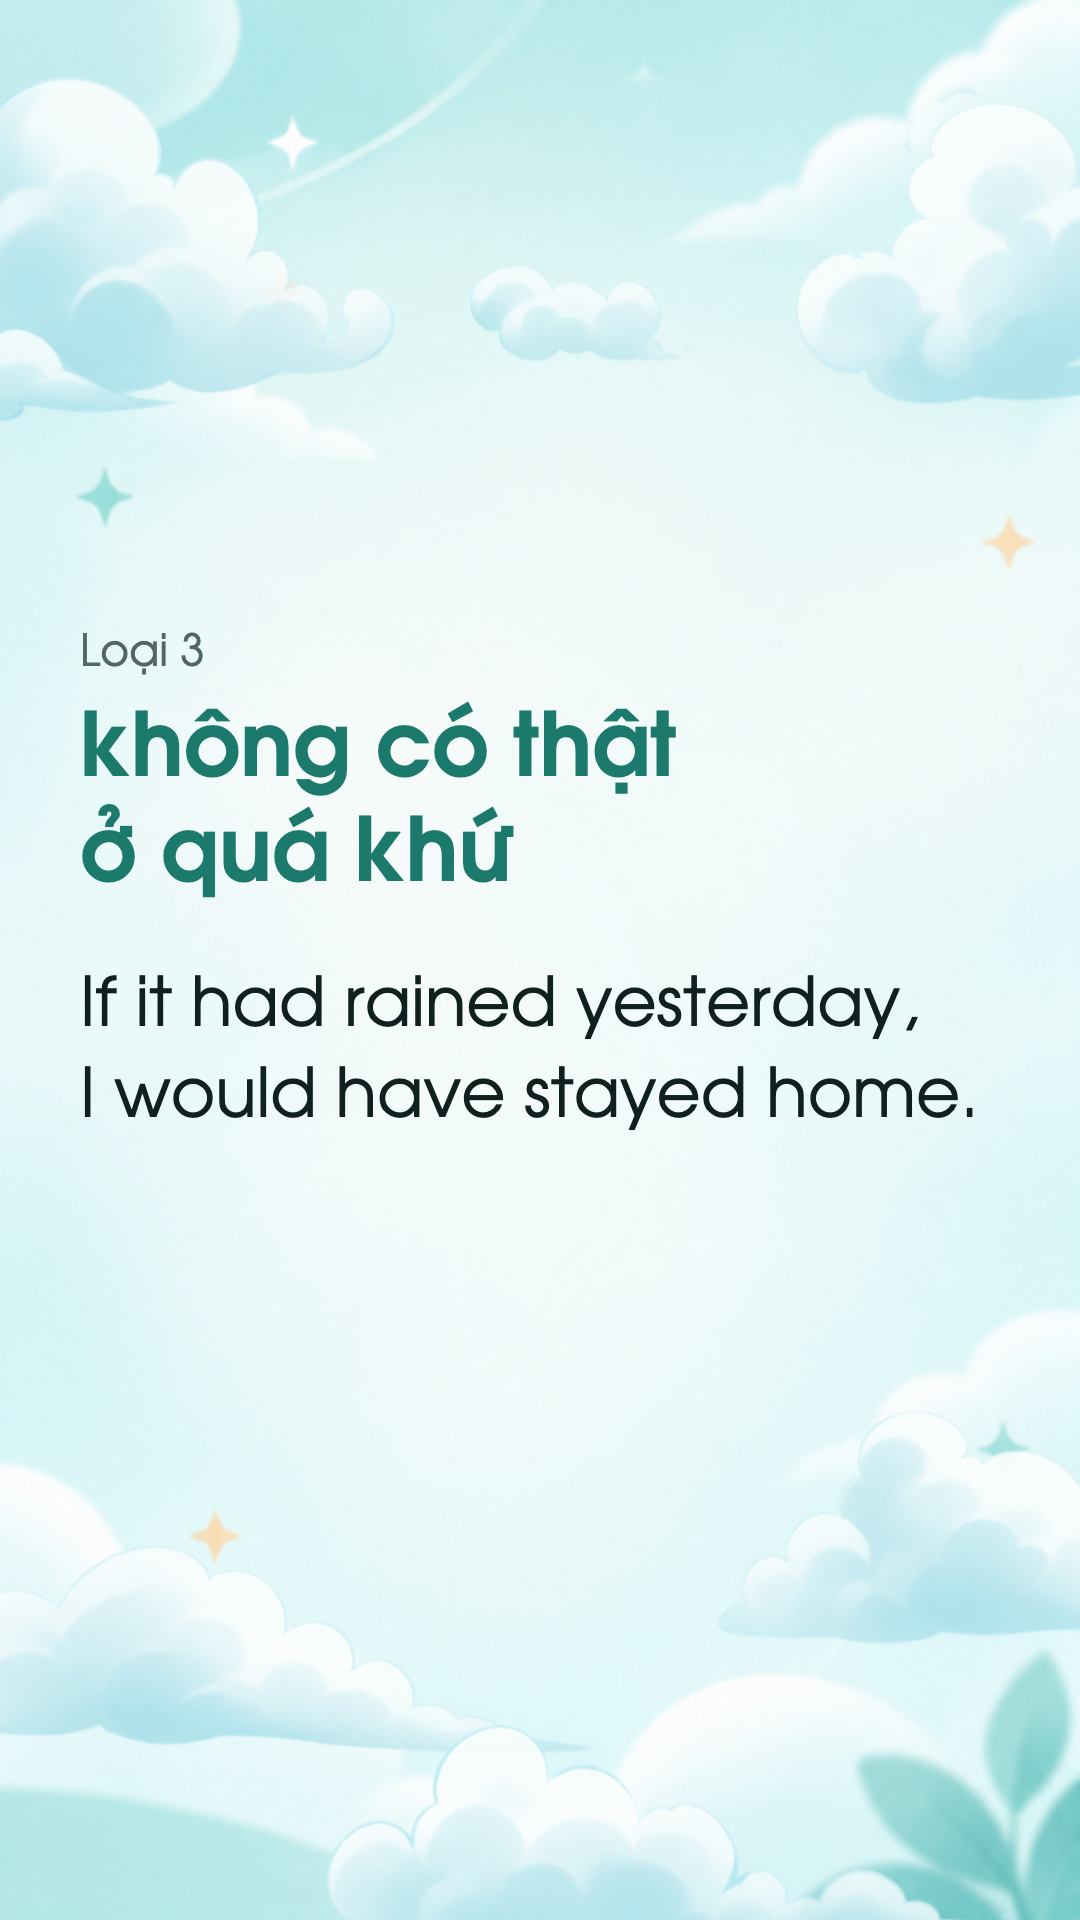 Loại 3
không có thật
ở quá khứ
If it had rained yesterday,
I would have stayed home.